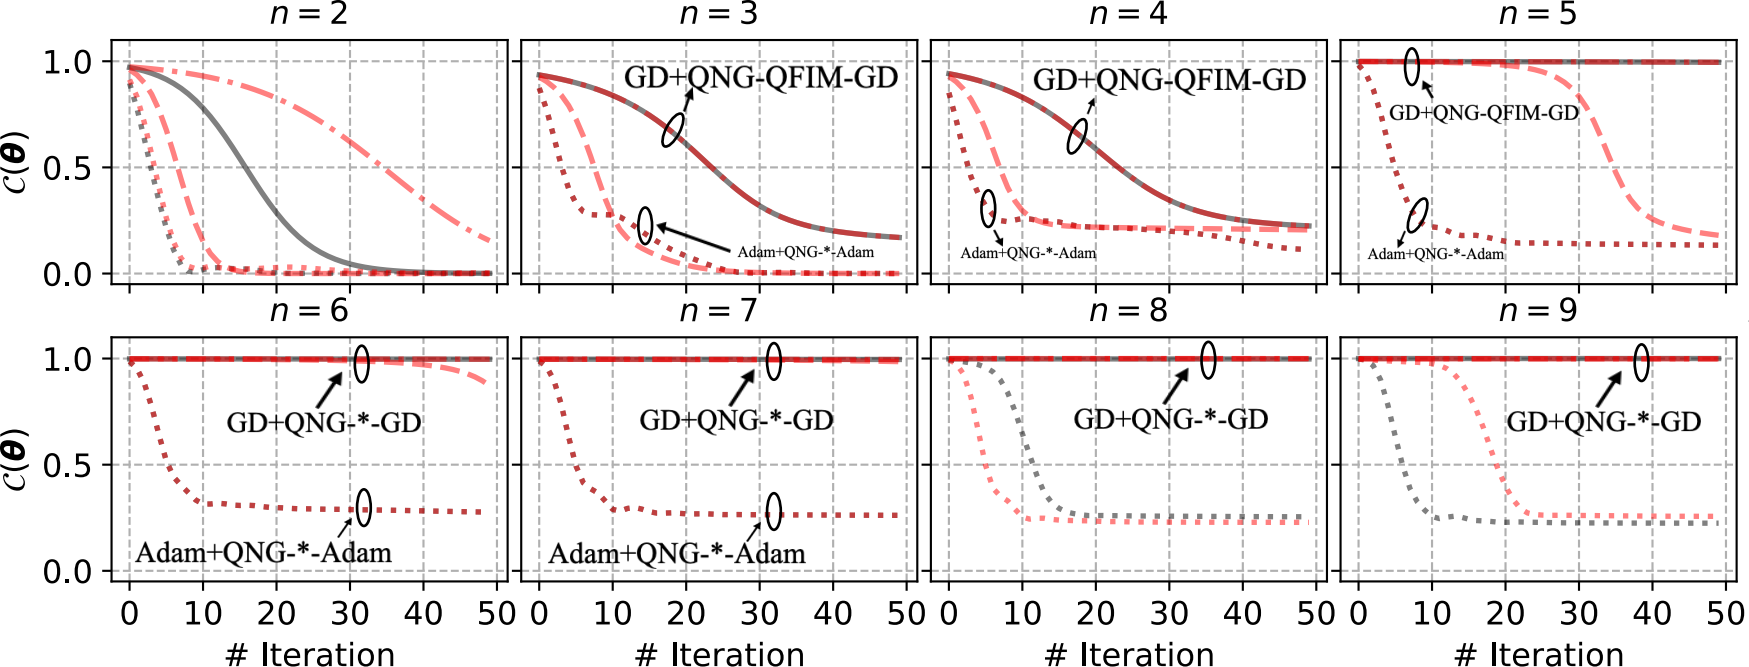 n = 2
n = 3
n = 4
n = 5
1.0
0.5
0.0
C(θ)
GD+QNG-QFIM-GD
Adam+QNG-*-Adam
GD+QNG-QFIM-GD
Adam+QNG-*-Adam
GD+QNG-QFIM-GD
Adam+QNG-*-Adam
n = 6
n = 7
n = 8
n = 9
1.0
0.5
0.0
C(θ)
GD+QNG-*-GD
Adam+QNG-*-Adam
GD+QNG-*-GD
Adam+QNG-*-Adam
GD+QNG-*-GD
GD+QNG-*-GD
0 10 20 30 40 50
0 10 20 30 40 50
0 10 20 30 40 50
0 10 20 30 40 50
# Iteration
# Iteration
# Iteration
# Iteration